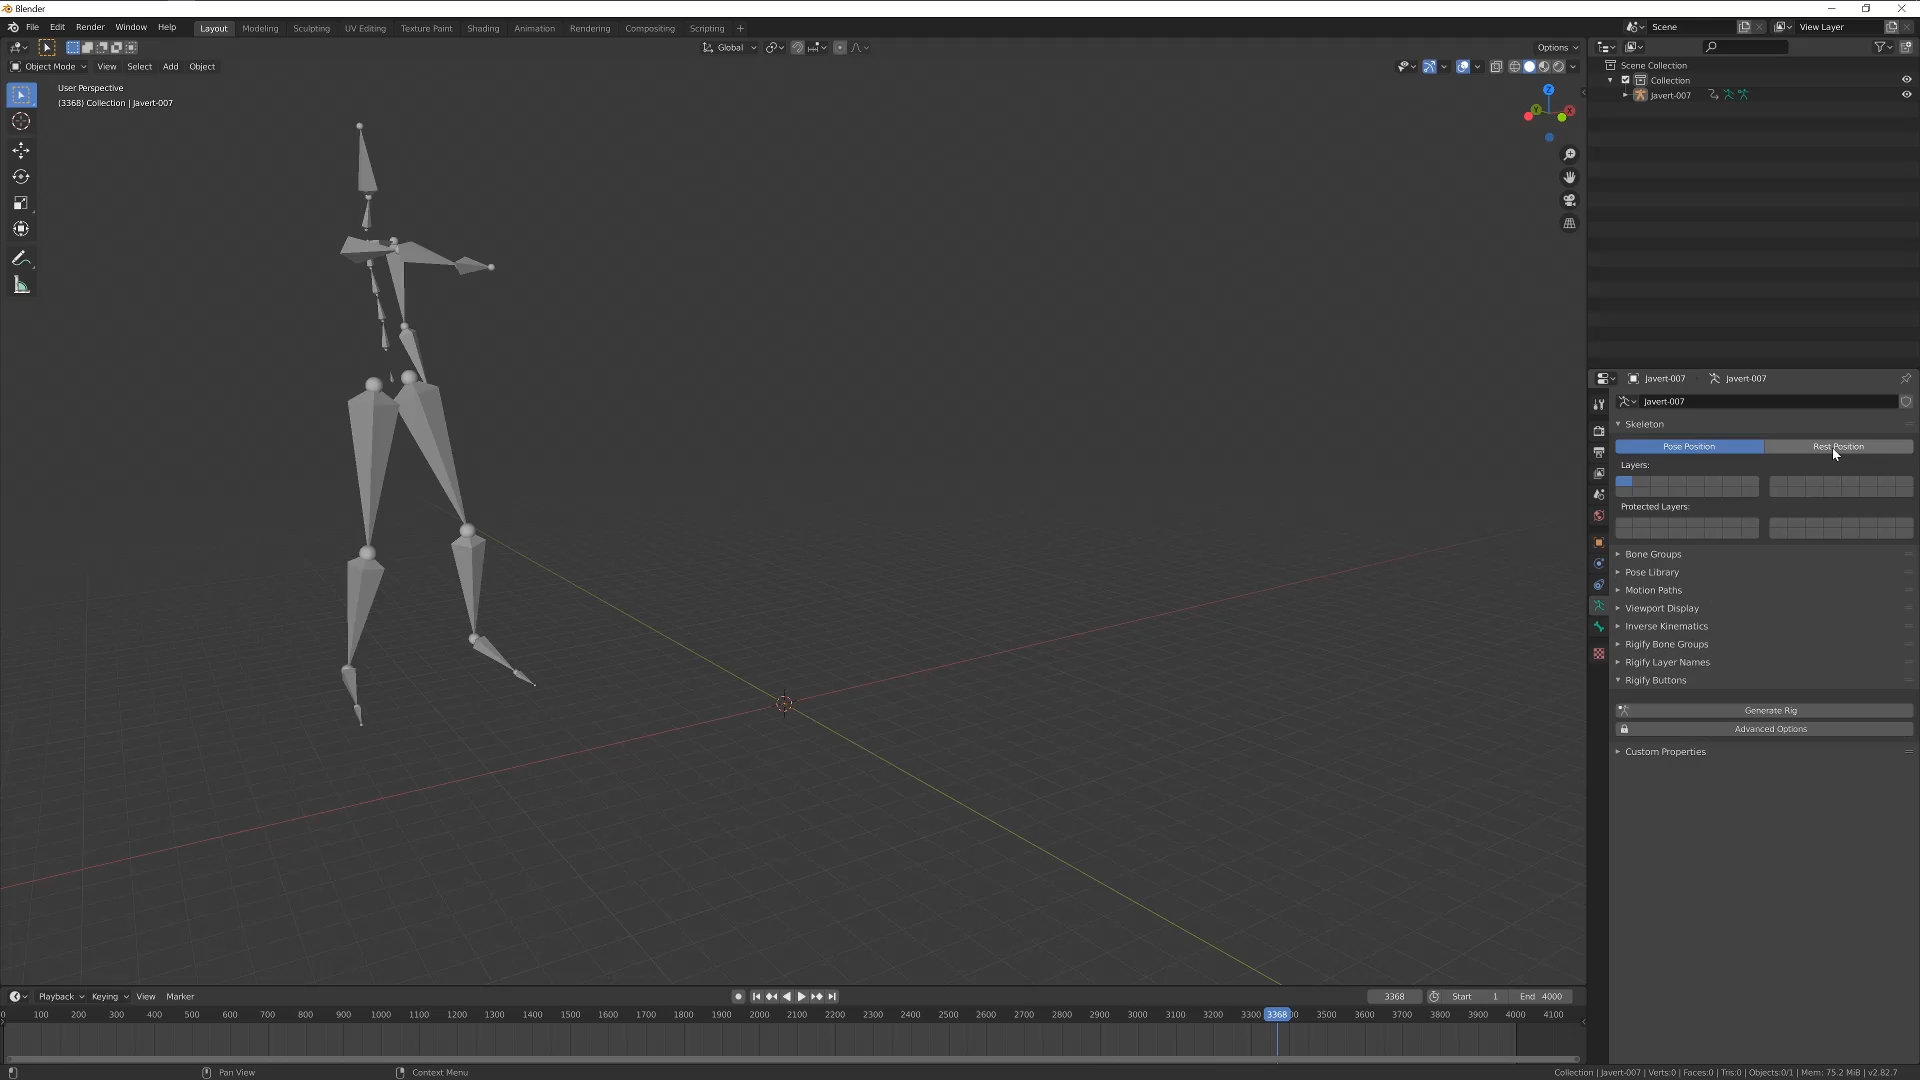 Blender
File Edit Render Window Help
Layout Modeling Sculpting UV Editing Texture Paint Shading Animation Rendering Compositing Scripting +
Scene
View Layer
Global
Options
Object Mode View Select Add Object
User Perspective
(3368) Collection | Javert-007
Z
Y
X
Scene Collection
Collection
Javert-007
Javert-007 Javert-007
Javert-007
Skeleton
Pose Position Rest Position
Layers:
Protected Layers:
Bone Groups
Pose Library
Motion Paths
Viewport Display
Inverse Kinematics
Rigify Bone Groups
Rigify Layer Names
Rigify Buttons
Generate Rig
Advanced Options
Custom Properties
Playback Keying View Marker
3368 Start 1 End 4000
0 100 200 300 400 500 600 700 800 900 1000 1100 1200 1300 1400 1500 1600 1700 1800 1900 2000 2100 2200 2300 2400 2500 2600 2700 2800 2900 3000 3100 3200 3300 3368 3500 3600 3700 3800 3900 4000 4100
Pan View Context Menu
Collection | Javert-007 | Verts:0 | Faces:0 | Tris:0 | Objects:0/1 | Mem: 75.2 MiB | v2.82.7